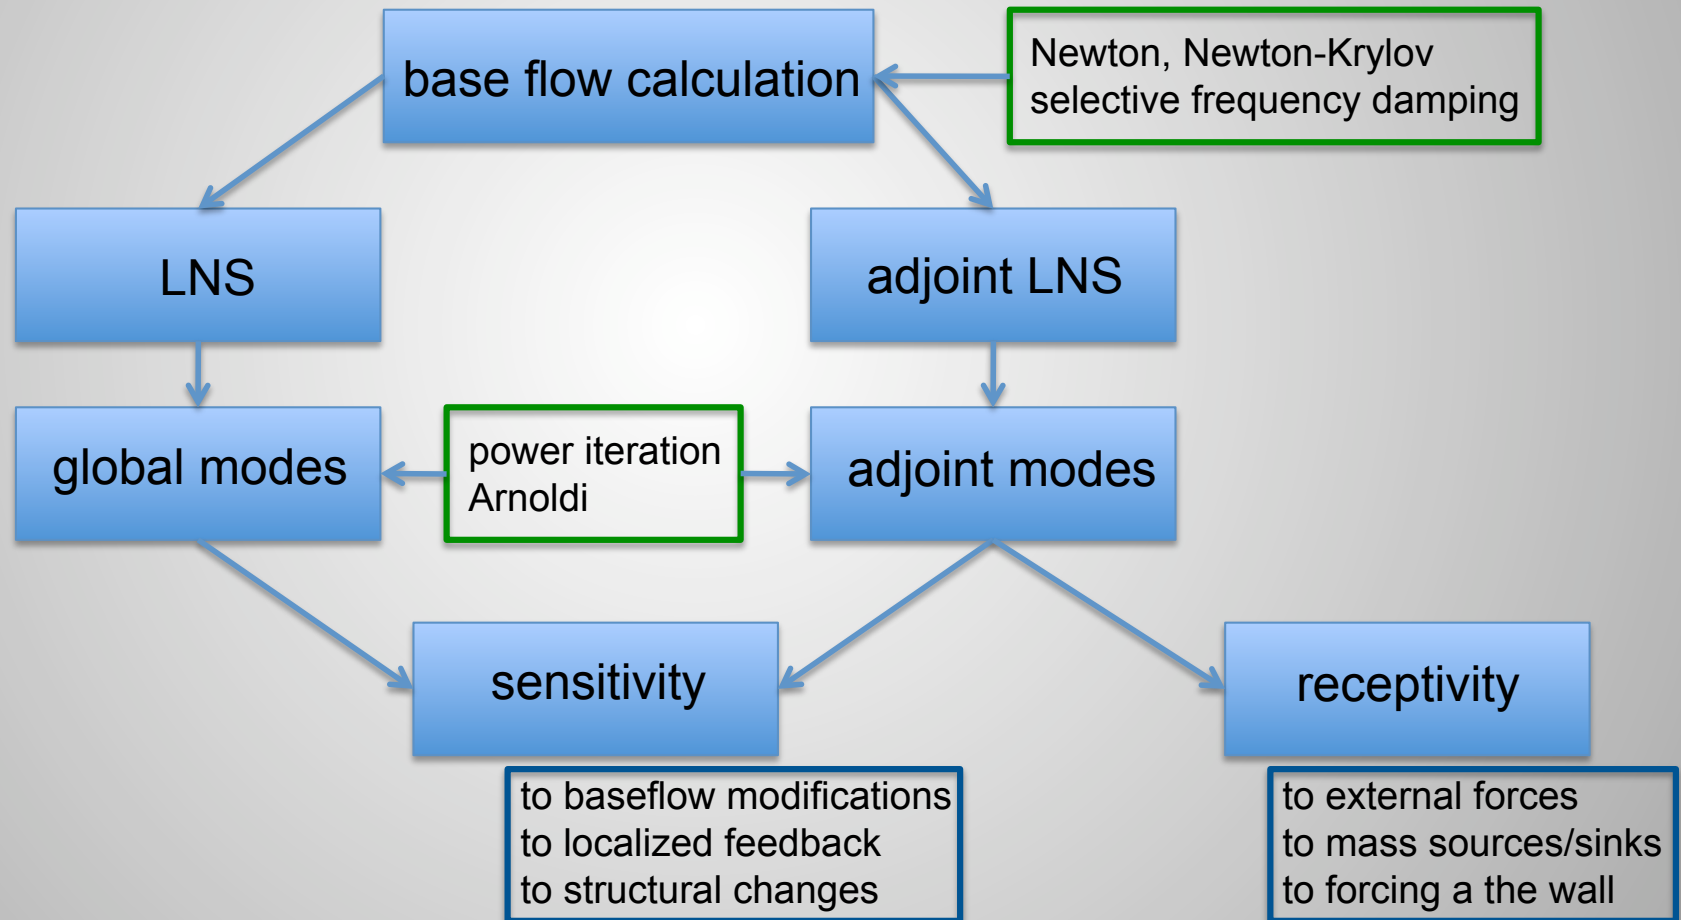 base flow calculation
Newton, Newton-Krylov
selective frequency damping
LNS
adjoint LNS
global modes
power iteration
Arnoldi
adjoint modes
sensitivity
receptivity
to baseflow modifications
to localized feedback
to structural changes
to external forces
to mass sources/sinks
to forcing a the wall